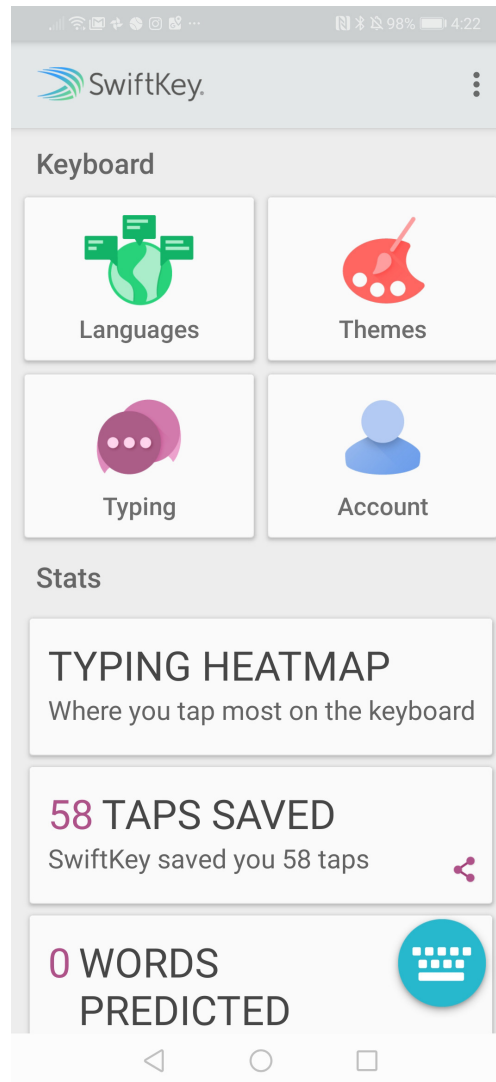 98% 4:22
SwiftKey.
Keyboard
Languages
Themes
Typing
Account
Stats
TYPING HEATMAP
Where you tap most on the keyboard
58 TAPS SAVED
SwiftKey saved you 58 taps
0 WORDS
PREDICTED